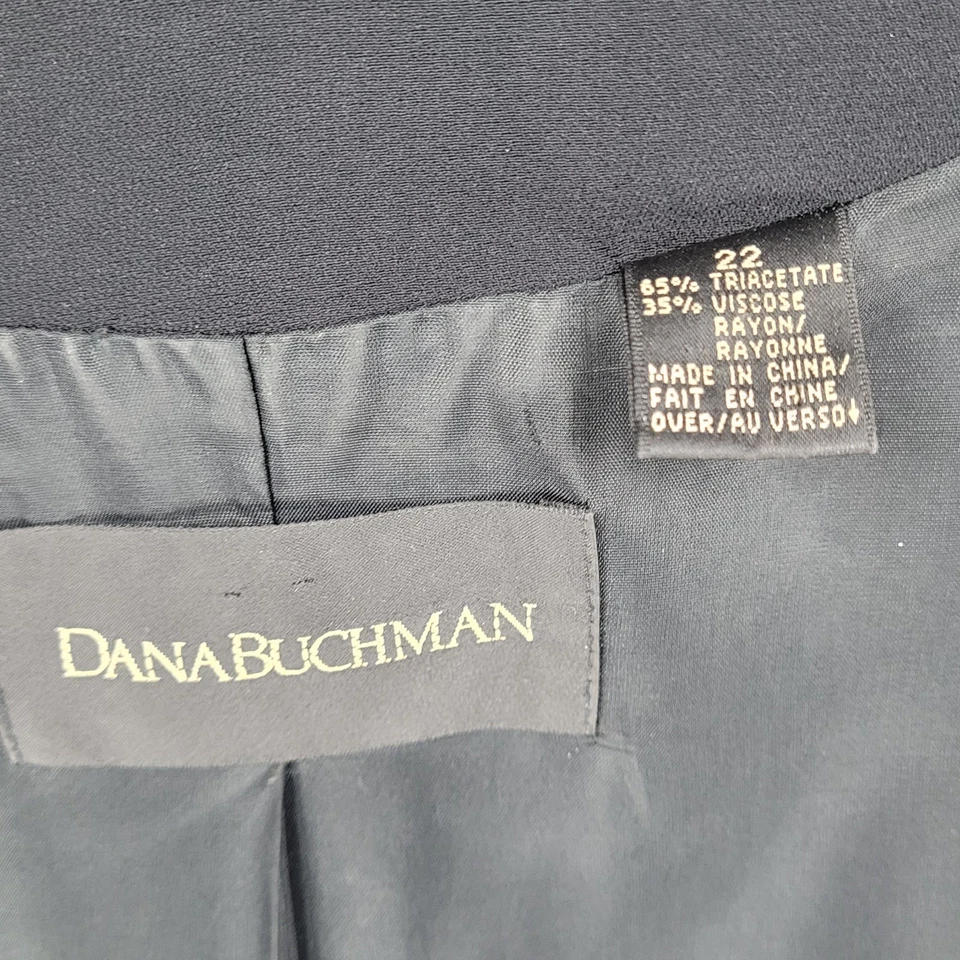 22
65% TRIACETATE
35% VISCOSE
RAYON/
RAYONNE
MADE IN CHINA/
FAIT EN CHINE
OVER/AU VERSO↓
DANABUCHMAN